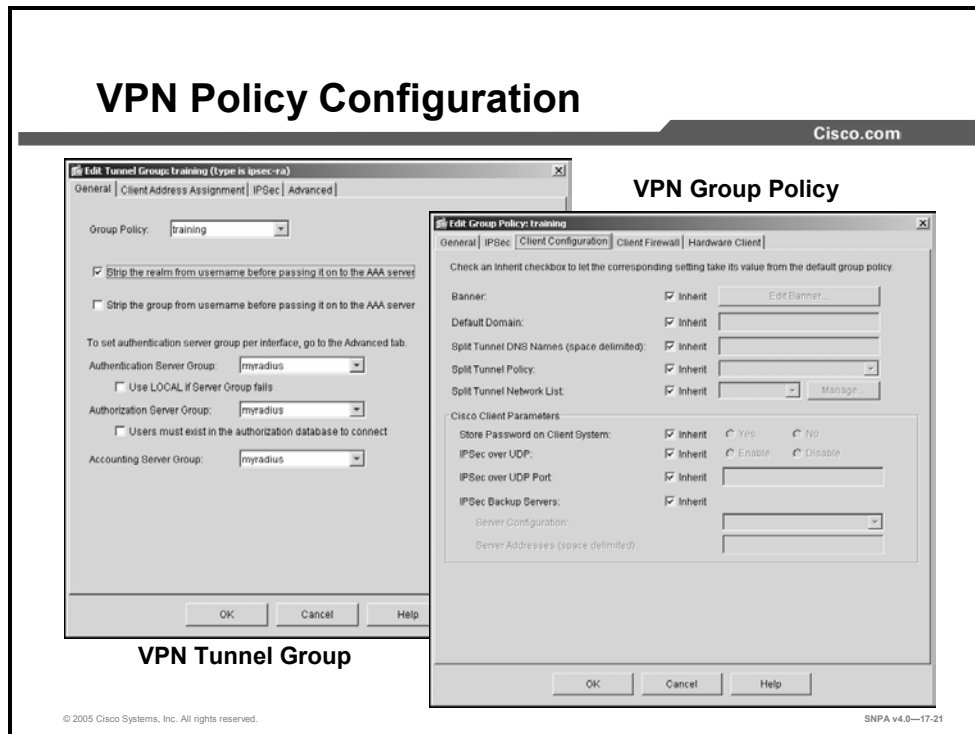 VPN Policy Configuration
Cisco.com
Edit Tunnel Group: training (type is ipsec-ra)
General Client Address Assignment IPSec Advanced
Group Policy: training
Strip the realm from username before passing it on to the AAA server
Strip the group from username before passing it on to the AAA server
To set authentication server group per interface, go to the Advanced tab.
Authentication Server Group: myradius
Use LOCAL if Server Group fails
Authorization Server Group: myradius
Users must exist in the authorization database to connect
Accounting Server Group: myradius
OK Cancel Help
VPN Tunnel Group
VPN Group Policy
Edit Group Policy: training
General IPSec Client Configuration Client Firewall Hardware Client
Check an Inherit checkbox to let the corresponding setting take its value from the default group policy.
Banner: Inherit Edit Banner...
Default Domain: Inherit
Split Tunnel DNS Names (space delimited): Inherit
Split Tunnel Policy: Inherit
Split Tunnel Network List: Inherit Manage...
Cisco Client Parameters
Store Password on Client System: Inherit Yes No
IPSec over UDP: Inherit Enable Disable
IPSec over UDP Port: Inherit
IPSec Backup Servers: Inherit
Server Configuration:
Server Addresses (space delimited):
OK Cancel Help
© 2005 Cisco Systems, Inc. All rights reserved.
SNPA v4.0—17-21